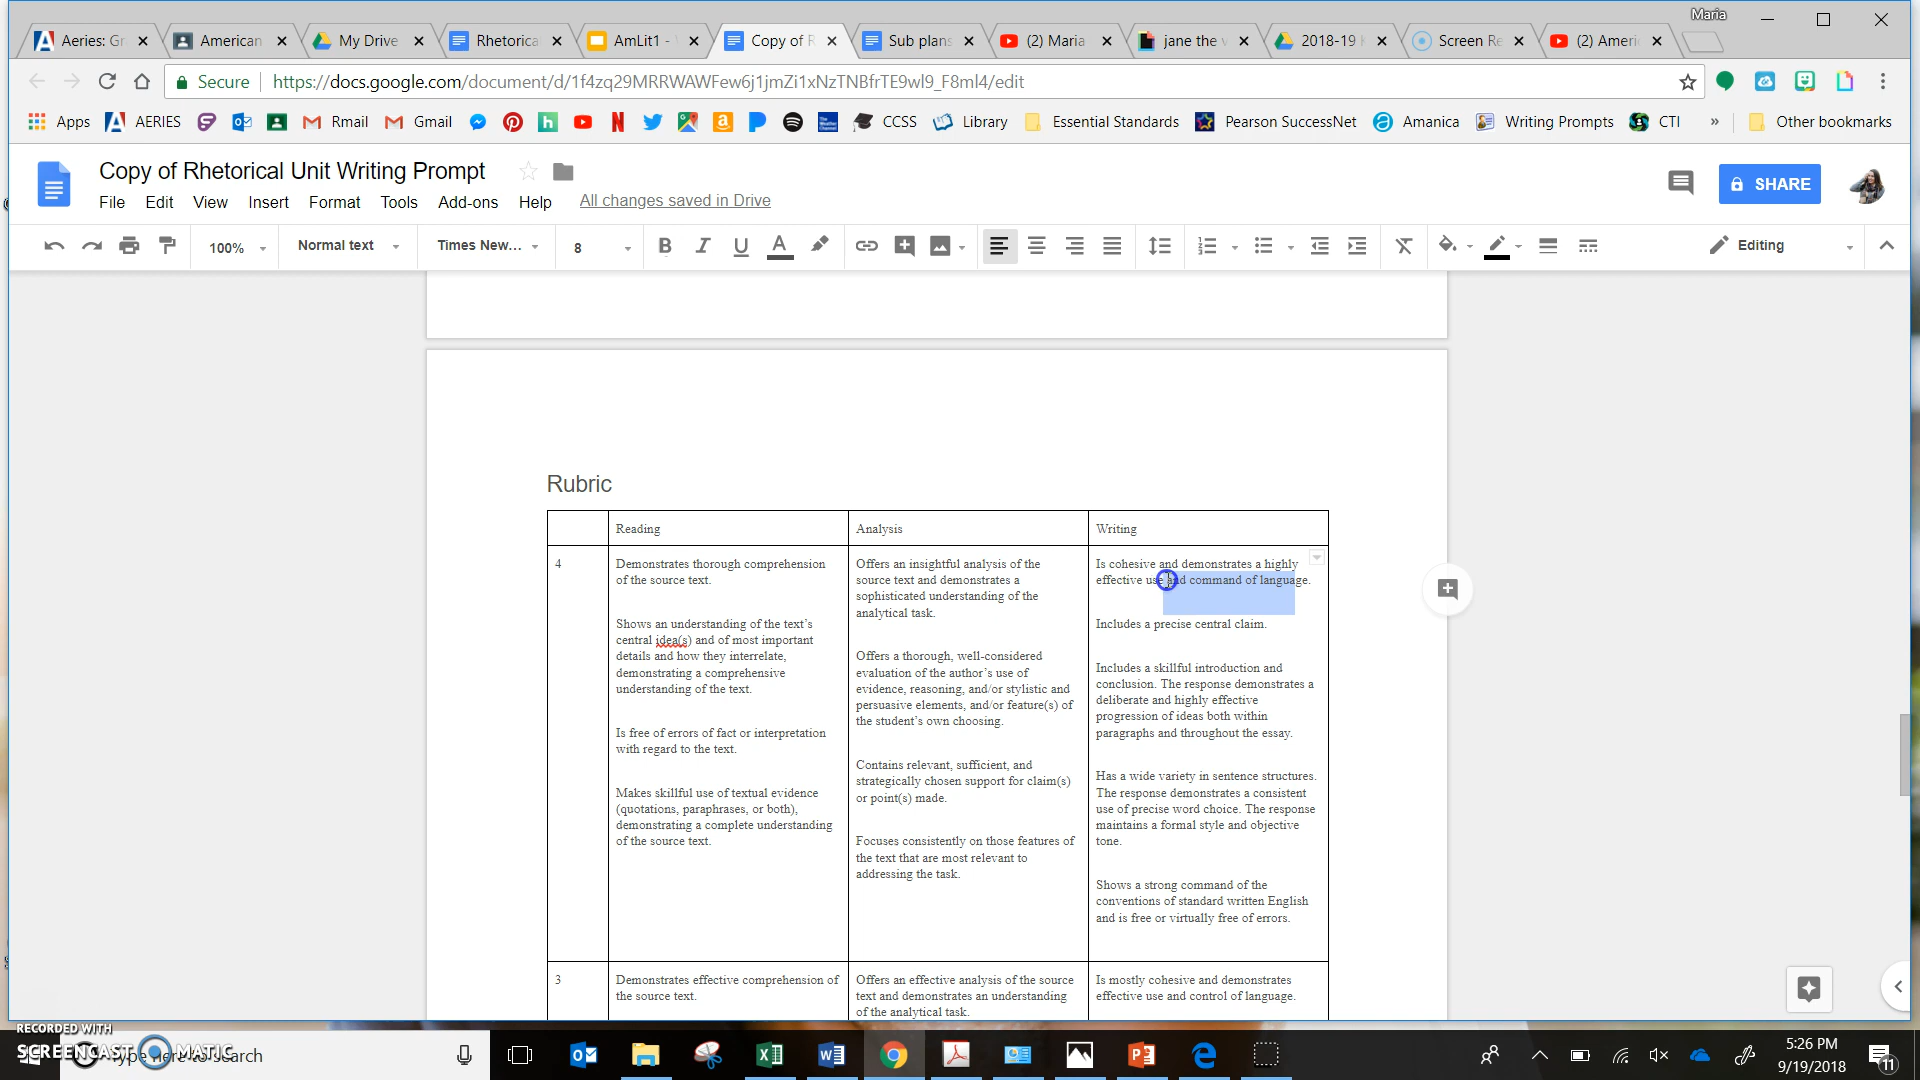 Maria
Aeries: Gr
American
My Drive
Rhetorica
AmLit1 -
Copy of R
Sub plans
(2) Maria
jane the v
2018-19
Screen Re
(2) Ameri
Secure
https://docs.google.com/document/d/1f4zq29MRRWAWFew6j1jmZi1xNzTNBfrTE9wl9_F8ml4/edit
Apps
AERIES
Rmail
Gmail
CCSS
Library
Essential Standards
Pearson SuccessNet
Amanica
Writing Prompts
CTI
»
Other bookmarks
Copy of Rhetorical Unit Writing Prompt
File Edit View Insert Format Tools Add-ons Help
All changes saved in Drive
SHARE
100%
Normal text
Times New...
8
B I U A
Editing
Rubric
Reading
Analysis
Writing
4
Demonstrates thorough comprehension
of the source text.
Shows an understanding of the text's
central idea(s) and of most important
details and how they interrelate,
demonstrating a comprehensive
understanding of the text.
Is free of errors of fact or interpretation
with regard to the text.
Makes skillful use of textual evidence
(quotations, paraphrases, or both),
demonstrating a complete understanding
of the source text.
Offers an insightful analysis of the
source text and demonstrates a
sophisticated understanding of the
analytical task.
Offers a thorough, well-considered
evaluation of the author's use of
evidence, reasoning, and/or stylistic and
persuasive elements, and/or feature(s) of
the student's own choosing.
Contains relevant, sufficient, and
strategically chosen support for claim(s)
or point(s) made.
Focuses consistently on those features of
the text that are most relevant to
addressing the task.
Is cohesive and demonstrates a highly
effective use and command of language.
Includes a precise central claim.
Includes a skillful introduction and
conclusion. The response demonstrates a
deliberate and highly effective
progression of ideas both within
paragraphs and throughout the essay.
Has a wide variety in sentence structures.
The response demonstrates a consistent
use of precise word choice. The response
maintains a formal style and objective
tone.
Shows a strong command of the
conventions of standard written English
and is free or virtually free of errors.
3
Demonstrates effective comprehension of
the source text.
Offers an effective analysis of the source
text and demonstrates an understanding
of the analytical task.
Is mostly cohesive and demonstrates
effective use and control of language.
RECORDED WITH
SCREENCAST MATIC
Type here to search
5:26 PM
9/19/2018
11